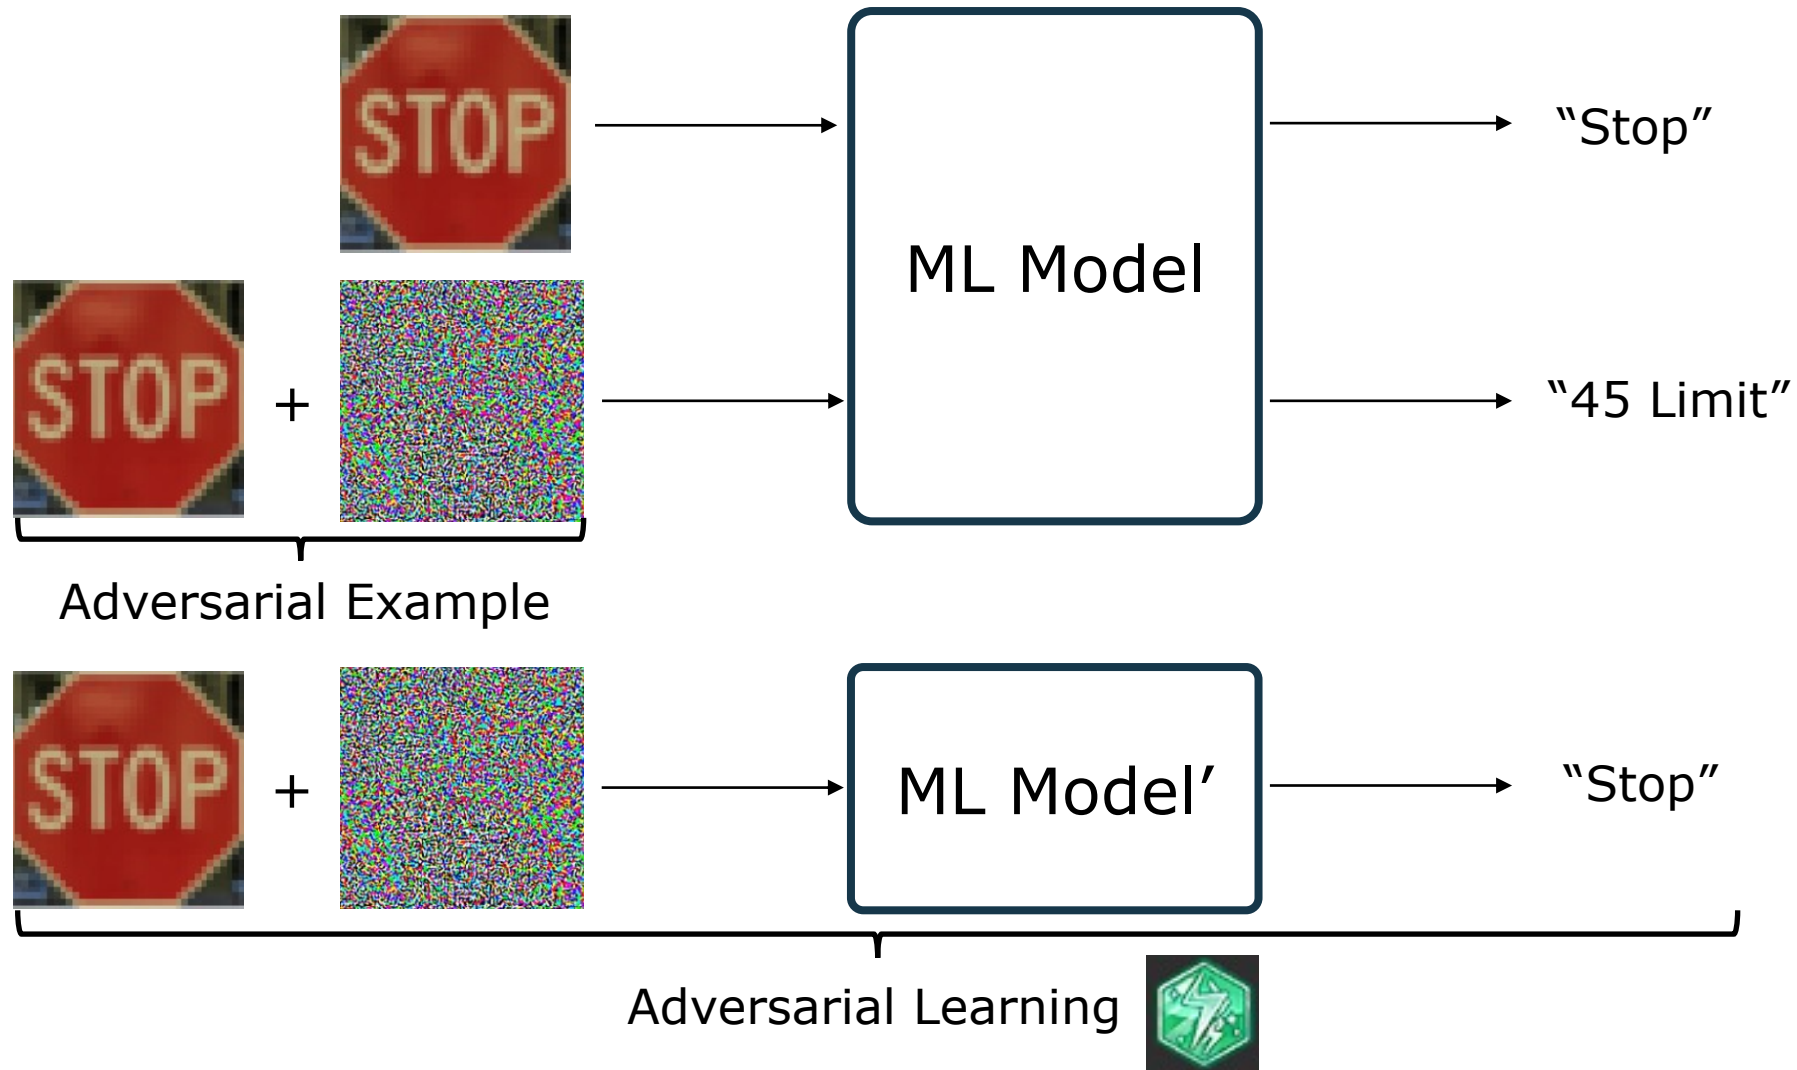 STOP
“Stop”
ML Model
STOP
+
“45 Limit”
Adversarial Example
STOP
+
ML Model’
“Stop”
Adversarial Learning